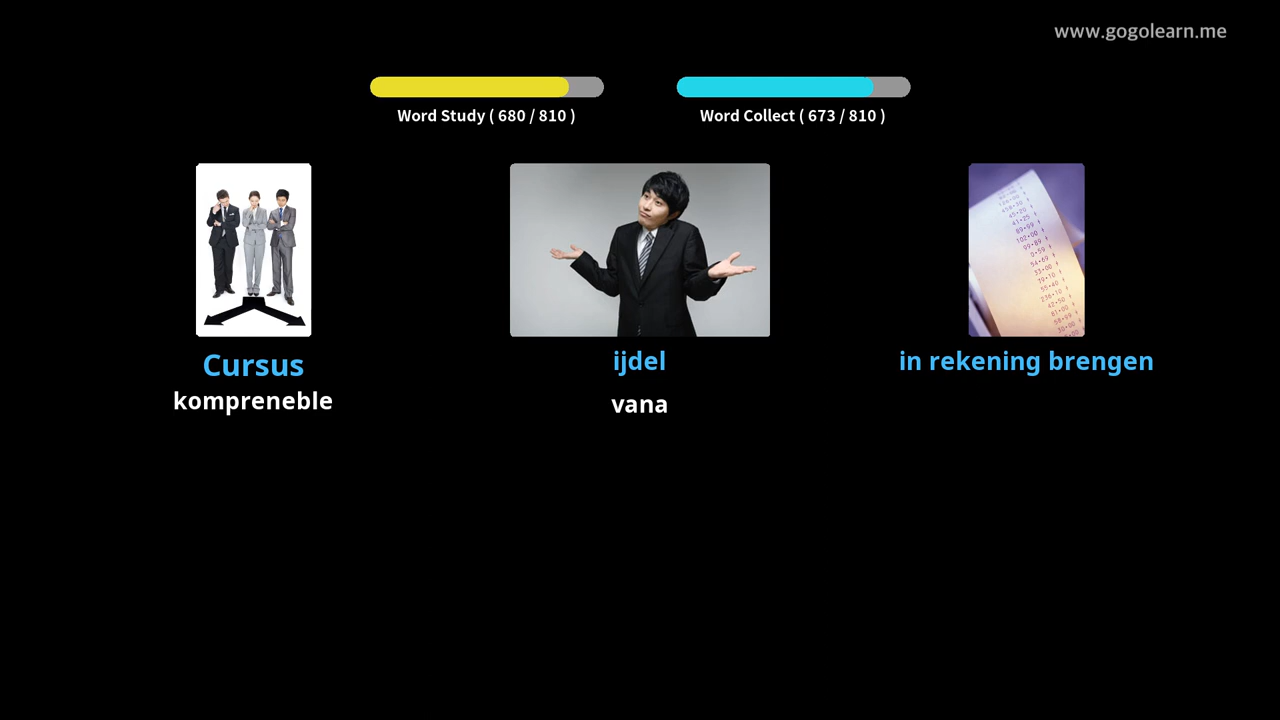 www.gogolearn.me
Word Study ( 680 / 810 )
Word Collect ( 673 / 810 )
Cursus
kompreneble
ijdel
vana
in rekening brengen